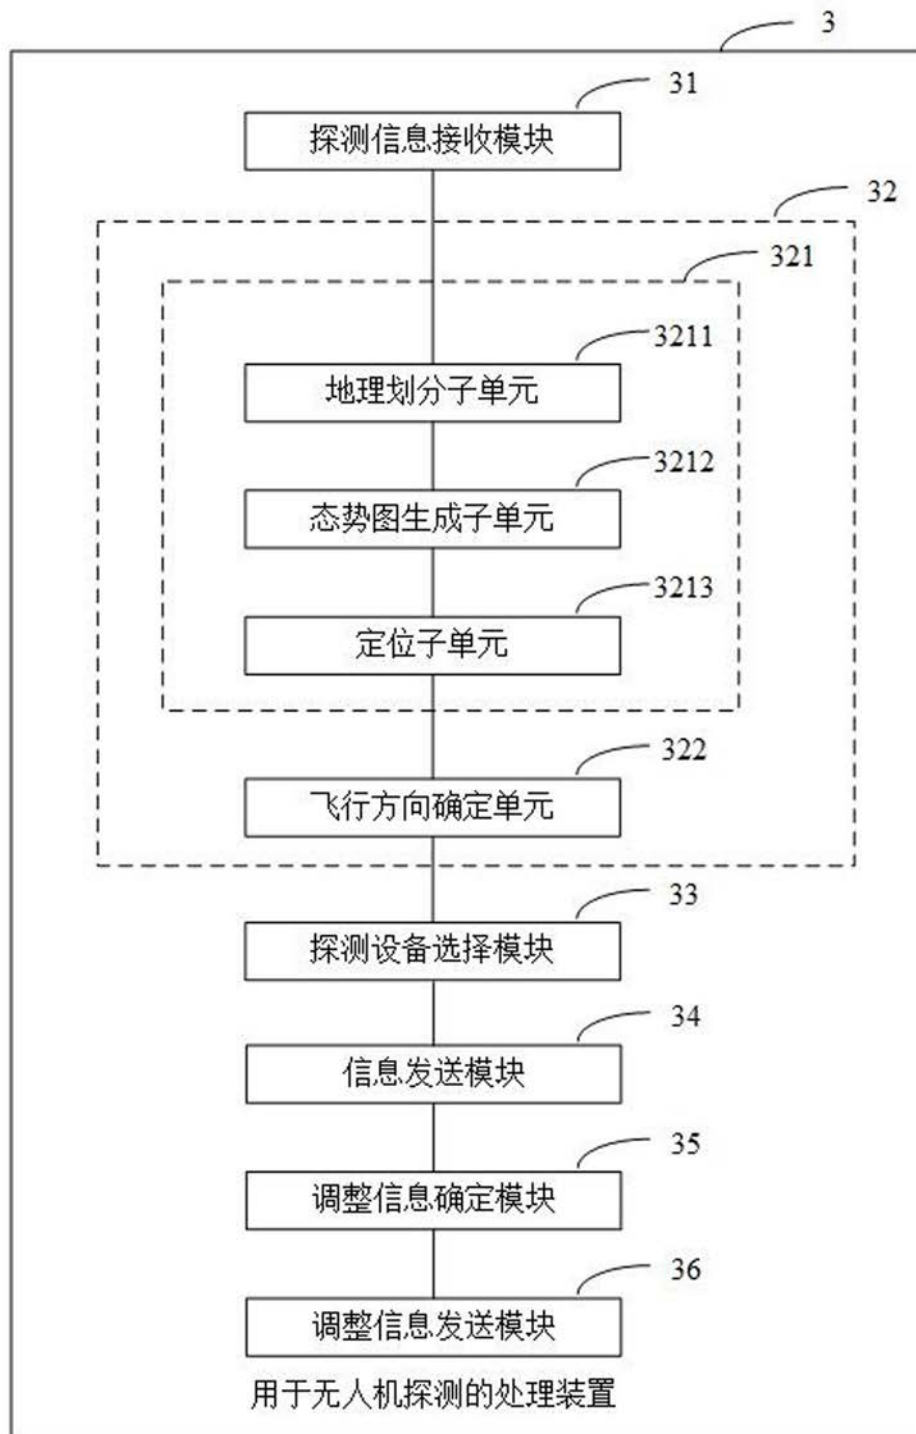 3
31
探测信息接收模块
32
321
3211
地理划分子单元
3212
态势图生成子单元
3213
定位子单元
322
飞行方向确定单元
33
探测设备选择模块
34
信息发送模块
35
调整信息确定模块
36
调整信息发送模块
用于无人机探测的处理装置